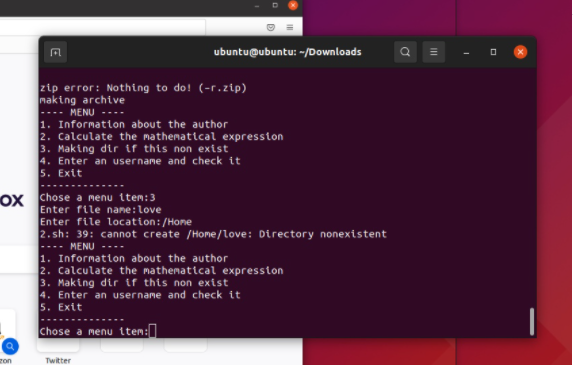 ubuntu@ubuntu: ~/Downloads
zip error: Nothing to do! (-r.zip)
making archive
---- MENU ----
1. Information about the author
2. Calculate the mathematical expression
3. Making dir if this non exist
4. Enter an username and check it
5. Exit
--------------
Chose a menu item:3
Enter file name:love
Enter file location:/Home
2.sh: 39: cannot create /Home/love: Directory nonexistent
---- MENU ----
1. Information about the author
2. Calculate the mathematical expression
3. Making dir if this non exist
4. Enter an username and check it
5. Exit
--------------
Chose a menu item:
ox
zon
Twitter